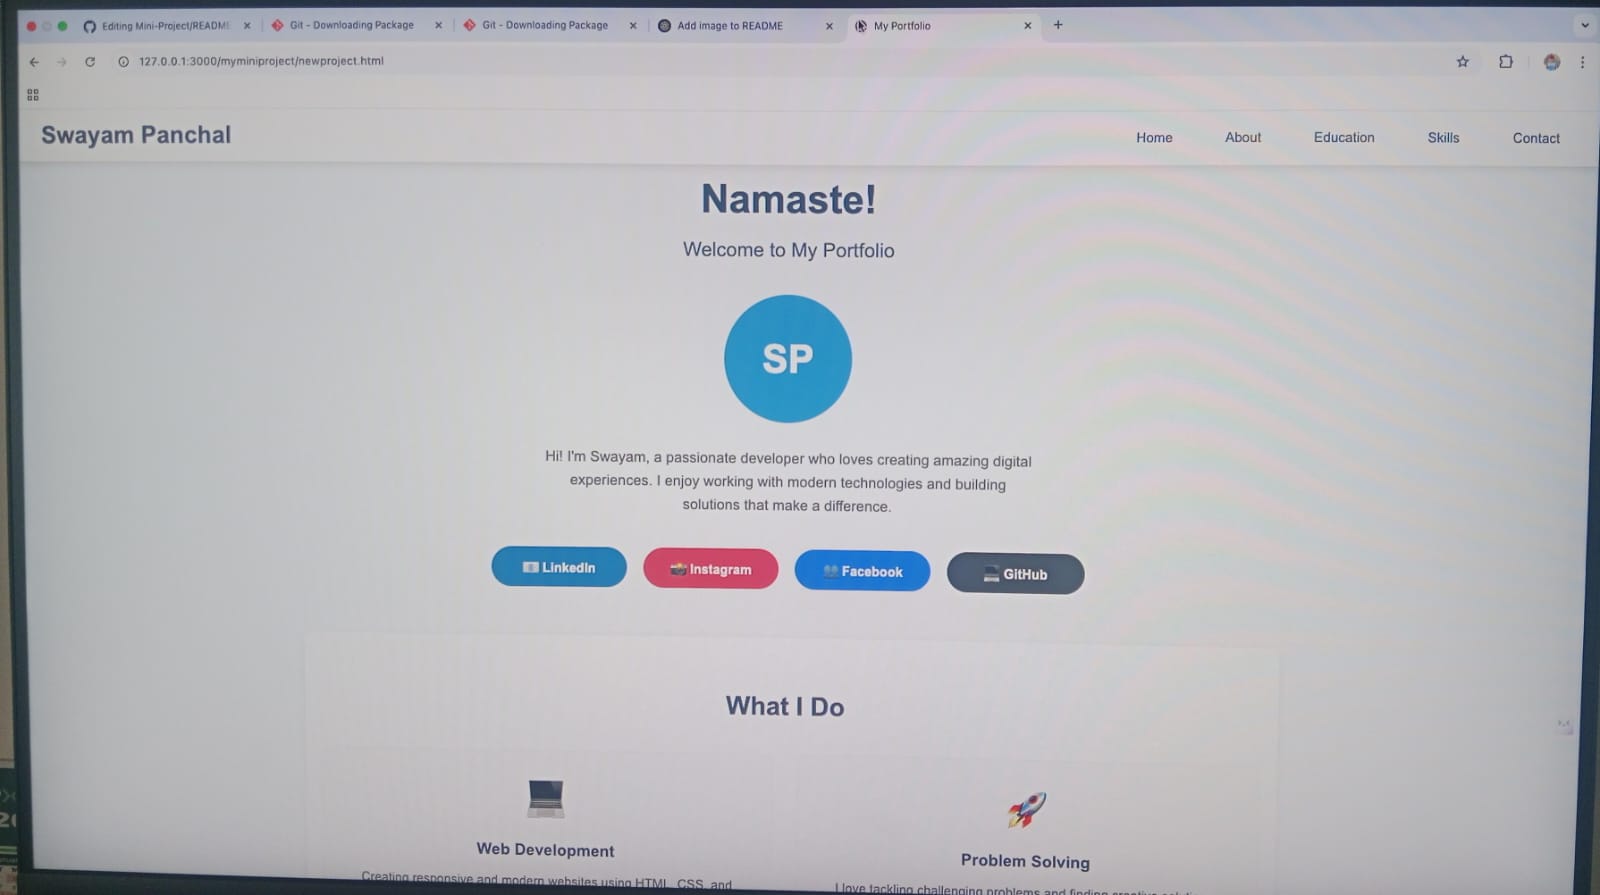 Editing Mini-Project/README
Git - Downloading Package
Git - Downloading Package
Add image to README
My Portfolio
127.0.0.1:3000/myminiproject/newproject.html
Swayam Panchal
Home
About
Education
Skills
Contact
Namaste!
Welcome to My Portfolio
SP
Hi! I'm Swayam, a passionate developer who loves creating amazing digital
experiences. I enjoy working with modern technologies and building
solutions that make a difference.
LinkedIn
Instagram
Facebook
GitHub
What I Do
Web Development
Problem Solving
Creating responsive and modern websites using HTML, CSS, and
I love tackling challenging problems and finding creative